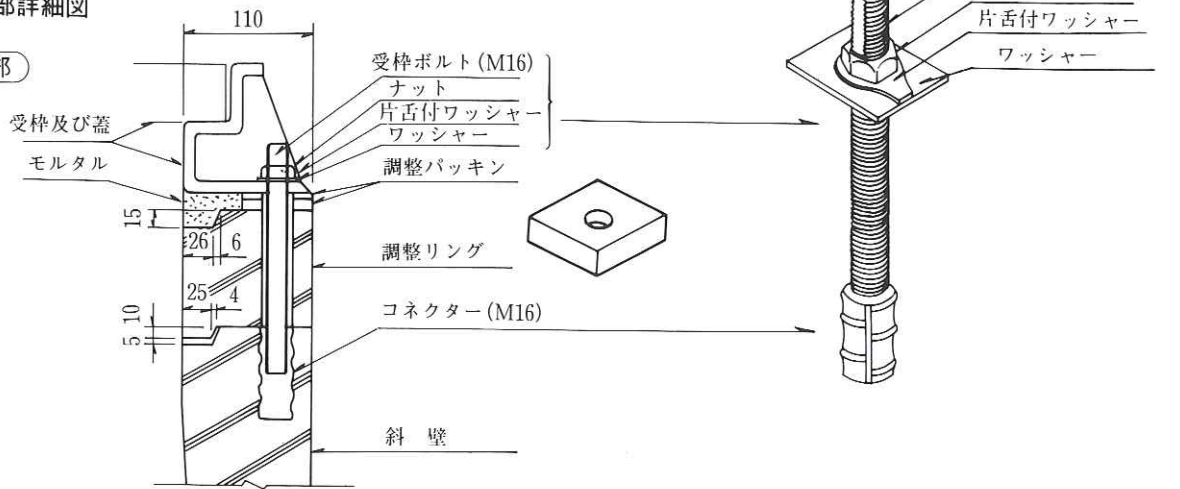 部詳細図
部
110
受枠ボルト(M16)
ナット
片舌付ワッシャー
ワッシャー
受枠及び蓋
モルタル
調整パッキン
15
26
6
調整リング
25
4
10
5
コネクター(M16)
斜 壁
片舌付ワッシャー
ワッシャー